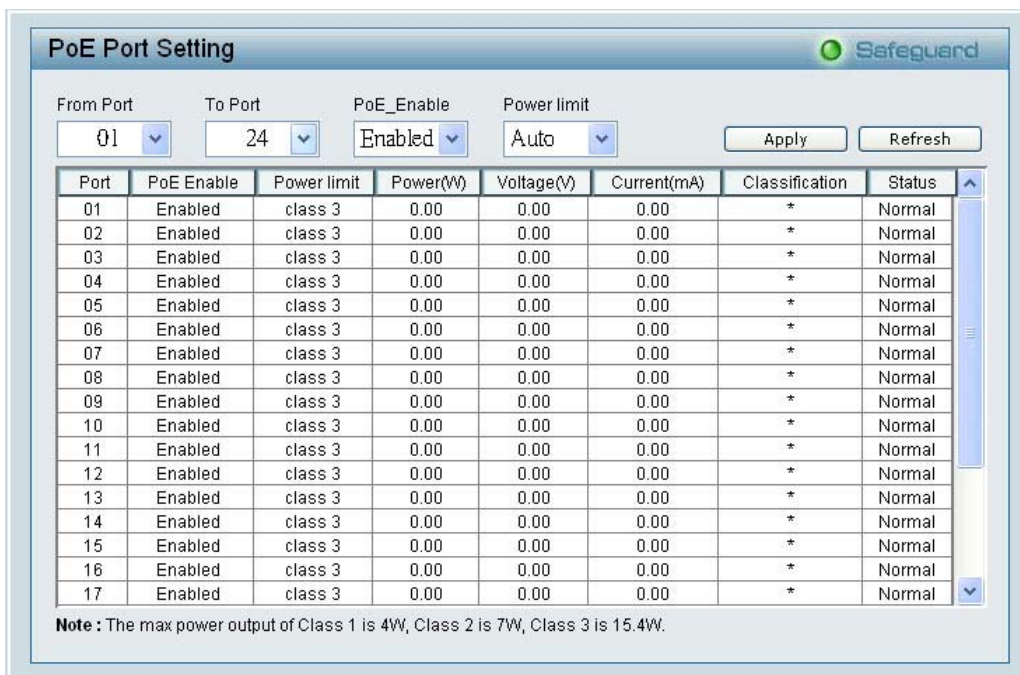 PoE Port Setting Safeguard
From Port To Port PoE_Enable Power limit
01 24 Enabled Auto Apply Refresh
Port PoE Enable Power limit Power(W) Voltage(V) Current(mA) Classification Status
01 Enabled class 3 0.00 0.00 0.00 * Normal
02 Enabled class 3 0.00 0.00 0.00 * Normal
03 Enabled class 3 0.00 0.00 0.00 * Normal
04 Enabled class 3 0.00 0.00 0.00 * Normal
05 Enabled class 3 0.00 0.00 0.00 * Normal
06 Enabled class 3 0.00 0.00 0.00 * Normal
07 Enabled class 3 0.00 0.00 0.00 * Normal
08 Enabled class 3 0.00 0.00 0.00 * Normal
09 Enabled class 3 0.00 0.00 0.00 * Normal
10 Enabled class 3 0.00 0.00 0.00 * Normal
11 Enabled class 3 0.00 0.00 0.00 * Normal
12 Enabled class 3 0.00 0.00 0.00 * Normal
13 Enabled class 3 0.00 0.00 0.00 * Normal
14 Enabled class 3 0.00 0.00 0.00 * Normal
15 Enabled class 3 0.00 0.00 0.00 * Normal
16 Enabled class 3 0.00 0.00 0.00 * Normal
17 Enabled class 3 0.00 0.00 0.00 * Normal
Note : The max power output of Class 1 is 4W, Class 2 is 7W, Class 3 is 15.4W.